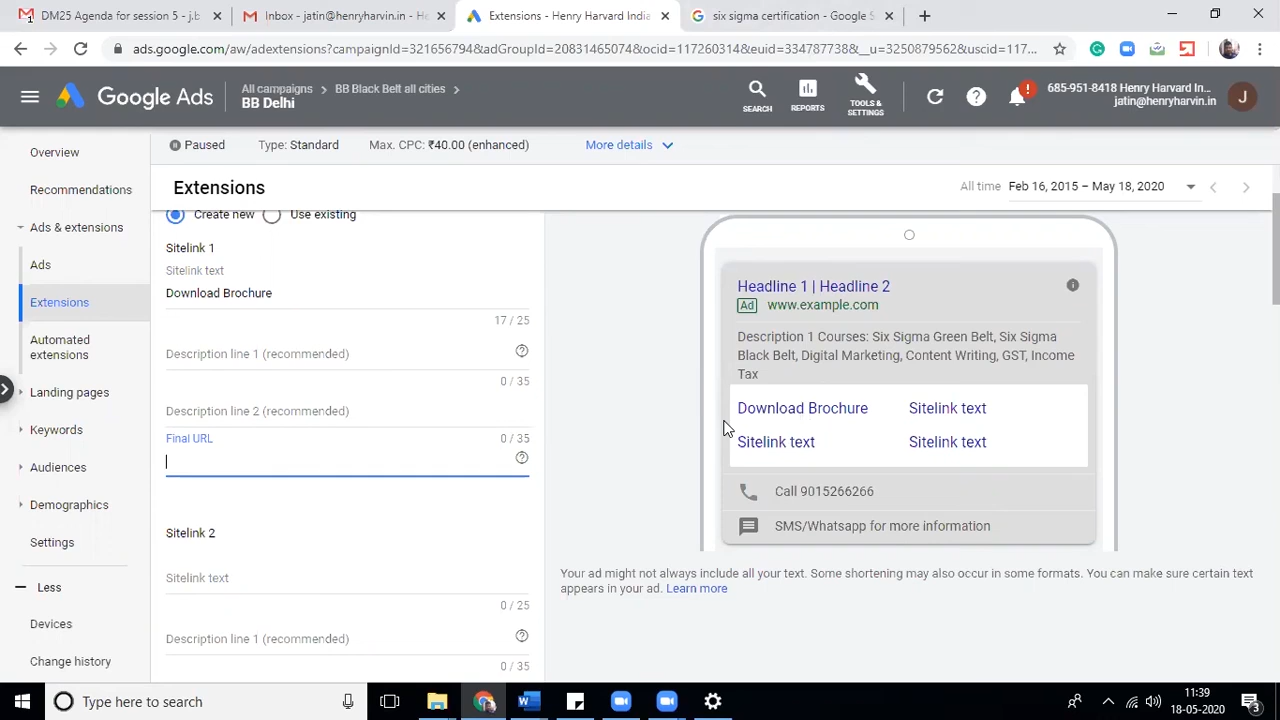 DM25 Agenda for session 5 - j.b
Inbox - jatin@henryharvin.in - H
Extensions - Henry Harvard India
six sigma certification - Google S
ads.google.com/aw/adextensions?campaignId=321656794&adGroupId=20831465074&ocid=117260314&euid=334787738&__u=3250879562&uscid=117...
Google Ads
All campaigns > BB Black Belt all cities >
BB Delhi
SEARCH
REPORTS
TOOLS &
SETTINGS
685-951-8418 Henry Harvard In...
jatin@henryharvin.in
J
Overview
Recommendations
Ads & extensions
Ads
Extensions
Automated
extensions
Landing pages
Keywords
Audiences
Demographics
Settings
Less
Devices
Change history
Paused Type: Standard Max. CPC: ₹40.00 (enhanced) More details
Extensions
All time Feb 16, 2015 – May 18, 2020
Create new Use existing
Sitelink 1
Sitelink text
Download Brochure
17 / 25
Description line 1 (recommended)
0 / 35
Description line 2 (recommended)
Final URL 0 / 35
Sitelink 2
Sitelink text
0 / 25
Description line 1 (recommended)
0 / 35
Headline 1 | Headline 2
Ad www.example.com
Description 1 Courses: Six Sigma Green Belt, Six Sigma
Black Belt, Digital Marketing, Content Writing, GST, Income
Tax
Download Brochure Sitelink text
Sitelink text Sitelink text
Call 9015266266
SMS/Whatsapp for more information
Your ad might not always include all your text. Some shortening may also occur in some formats. You can make sure certain text
appears in your ad. Learn more
Type here to search
11:39
18-05-2020
3